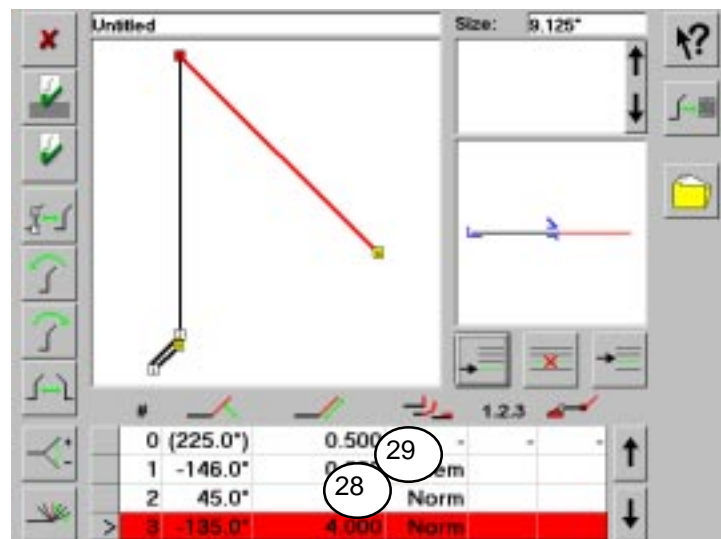 Untitled
Size: 9.125"
# 1.2.3
0 (225.0°) 0.500 - - -
29
1 -146.0°
28
2 45.0° Norm
> 3 -135.0° 4.000 Norm